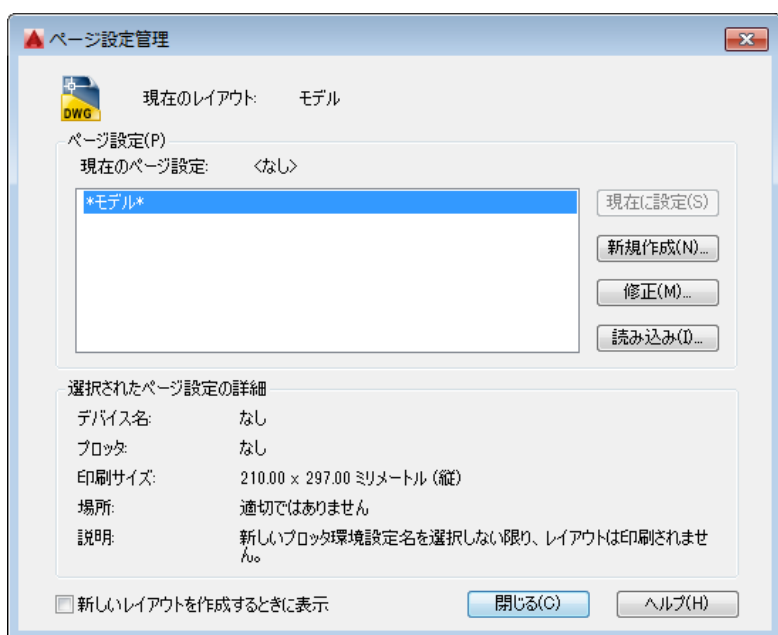 ページ設定管理
DWG
現在のレイアウト: モデル
ページ設定(P)
現在のページ設定: <なし>
*モデル*
現在に設定(S)
新規作成(N)...
修正(M)...
読み込み(I)...
選択されたページ設定の詳細
デバイス名: なし
プロッタ: なし
印刷サイズ: 210.00 x 297.00 ミリメートル (縦)
場所: 適切ではありません
説明: 新しいプロッタ環境設定名を選択しない限り、レイアウトは印刷されませ
ん。
新しいレイアウトを作成するときに表示
閉じる(C)
ヘルプ(H)